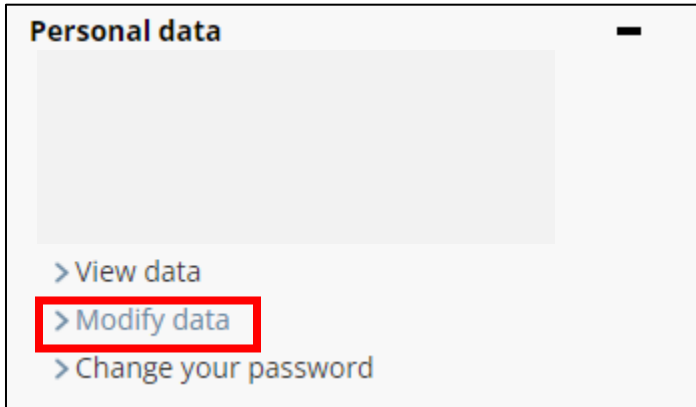 Personal data
View data
Modify data
Change your password